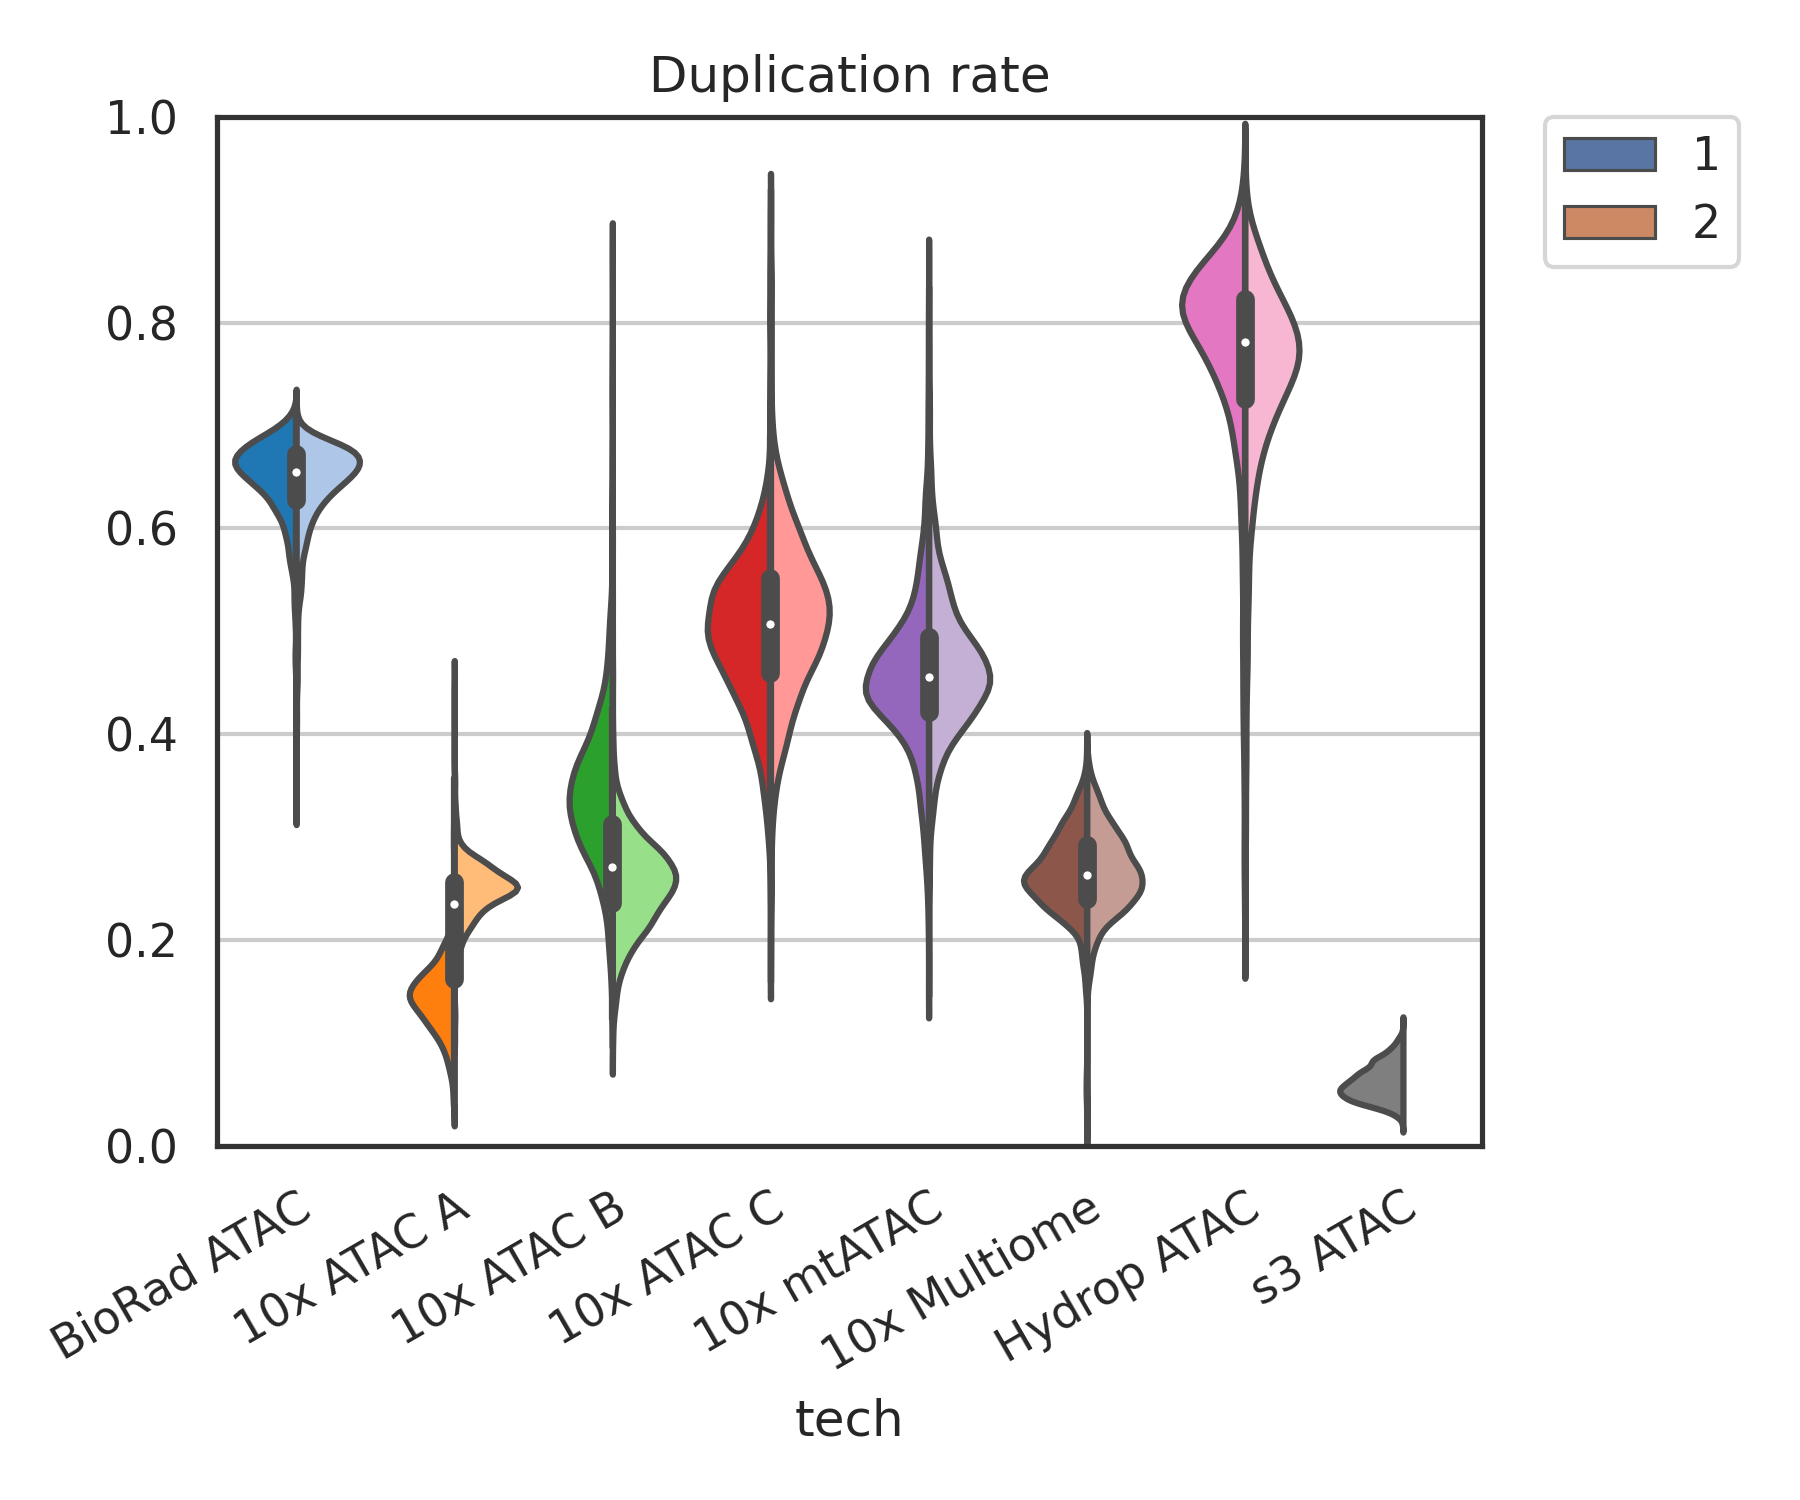 Duplication rate
1.0
0.8
0.6
0.4
0.2
0.0
1
2
BioRad ATAC
10x ATAC A
10x ATAC B
10x ATAC C
10x mtATAC
10x Multiome
Hydrop ATAC
s3 ATAC
tech